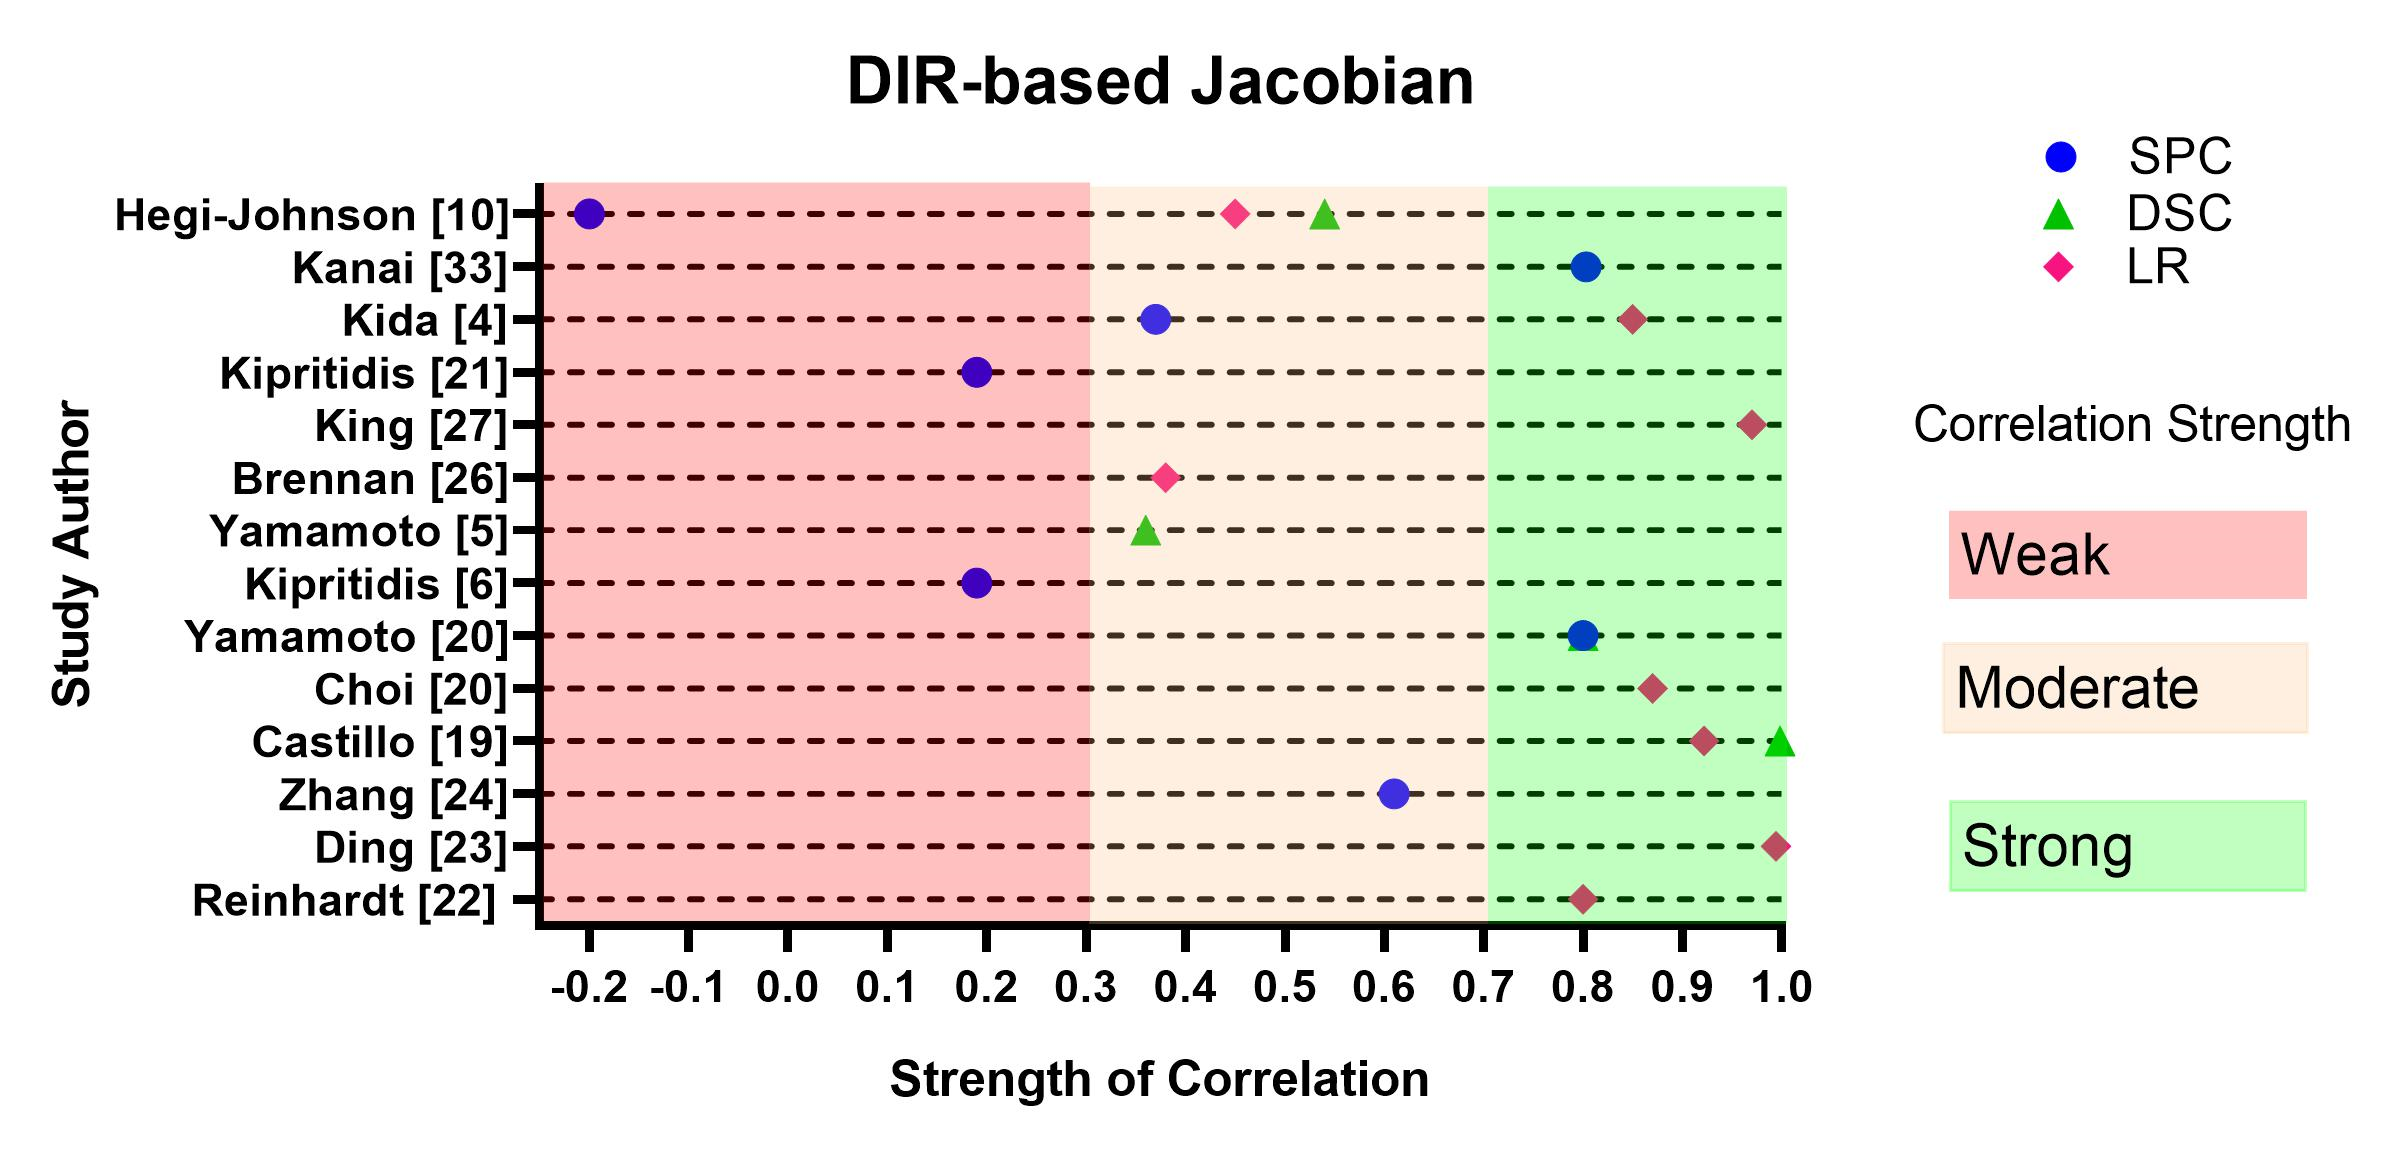 DIR-based Jacobian
SPC
DSC
LR
Correlation Strength
Weak
Moderate
Strong
Study Author
Hegi-Johnson [10]
Kanai [33]
Kida [4]
Kipritidis [21]
King [27]
Brennan [26]
Yamamoto [5]
Kipritidis [6]
Yamamoto [20]
Choi [20]
Castillo [19]
Zhang [24]
Ding [23]
Reinhardt [22]
-0.2 -0.1 0.0 0.1 0.2 0.3 0.4 0.5 0.6 0.7 0.8 0.9 1.0
Strength of Correlation